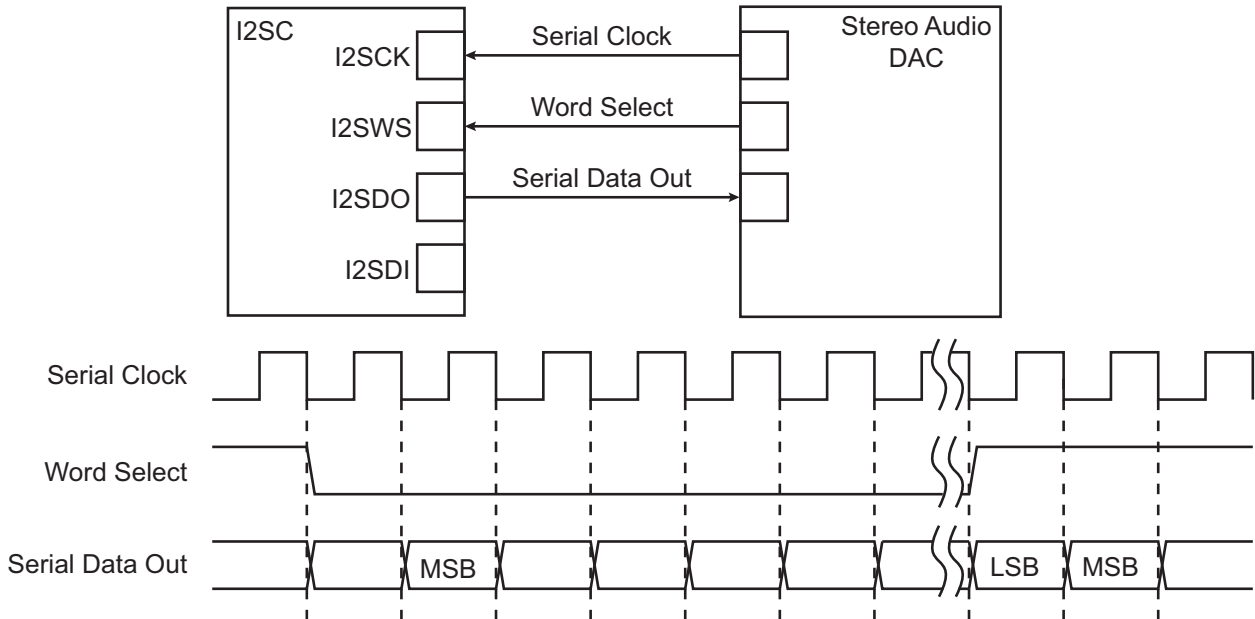 I2SC
Stereo Audio
DAC
I2SCK
Serial Clock
I2SWS
Word Select
I2SDO
Serial Data Out
I2SDI
Serial Clock
Word Select
Serial Data Out
MSB
LSB
MSB